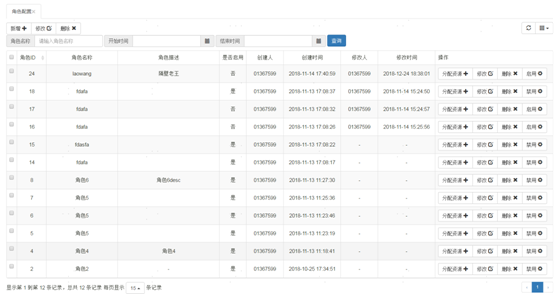 角色配置
新增 修改 删除
角色名称 请输入角色名称 开始时间 结束时间 查询
角色ID 角色名称 角色描述 是否启用 创建人 创建时间 修改人 修改时间 操作
24 laowang 隔壁老王 否 01367599 2018-11-14 17:40:59 01367599 2018-12-24 16:38:01 分配资源 修改 删除 启用
18 fdafa 是 01367599 2018-11-13 17:08:37 01367599 2018-11-14 15:24:50 分配资源 修改 删除 禁用
17 fdafa 否 01367599 2018-11-13 17:08:32 01367599 2018-11-14 15:24:57 分配资源 修改 删除 启用
16 fdafa 否 01367599 2018-11-13 17:08:26 01367599 2018-11-14 15:25:56 分配资源 修改 删除 启用
15 是 01367599 2018-11-13 17:08:22 - - 分配资源 修改 删除 禁用
14 fdafa 是 01367599 2018-11-13 17:08:17 - - 分配资源 修改 删除 禁用
8 角色6 角色6desc 是 01367599 2018-11-13 11:27:30 - - 分配资源 修改 删除 禁用
7 角色5 是 01367599 2018-11-13 11:25:36 - - 分配资源 修改 删除 禁用
6 角色5 是 01367599 2018-11-13 11:23:46 - - 分配资源 修改 删除 禁用
5 角色5 是 01367599 2018-11-13 11:23:19 - - 分配资源 修改 删除 禁用
4 角色4 角色4 是 01367599 2018-11-13 11:18:41 - - 分配资源 修改 删除 禁用
2 角色2 - 是 01367599 2018-10-25 17:34:51 - - 分配资源 修改 删除 禁用
显示第 1 到第 12 条记录，总共 12 条记录 每页显示 15 条记录
‹ 1 ›